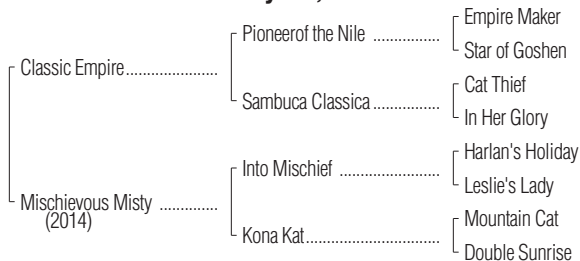 Empire Maker
Pioneerof the Nile ................
Star of Goshen
Classic Empire......................
Cat Thief
Sambuca Classica................
In Her Glory
Harlan's Holiday
Into Mischief ........................
Leslie's Lady
Mischievous Misty ..............
(2014)
Mountain Cat
Kona Kat................................
Double Sunrise